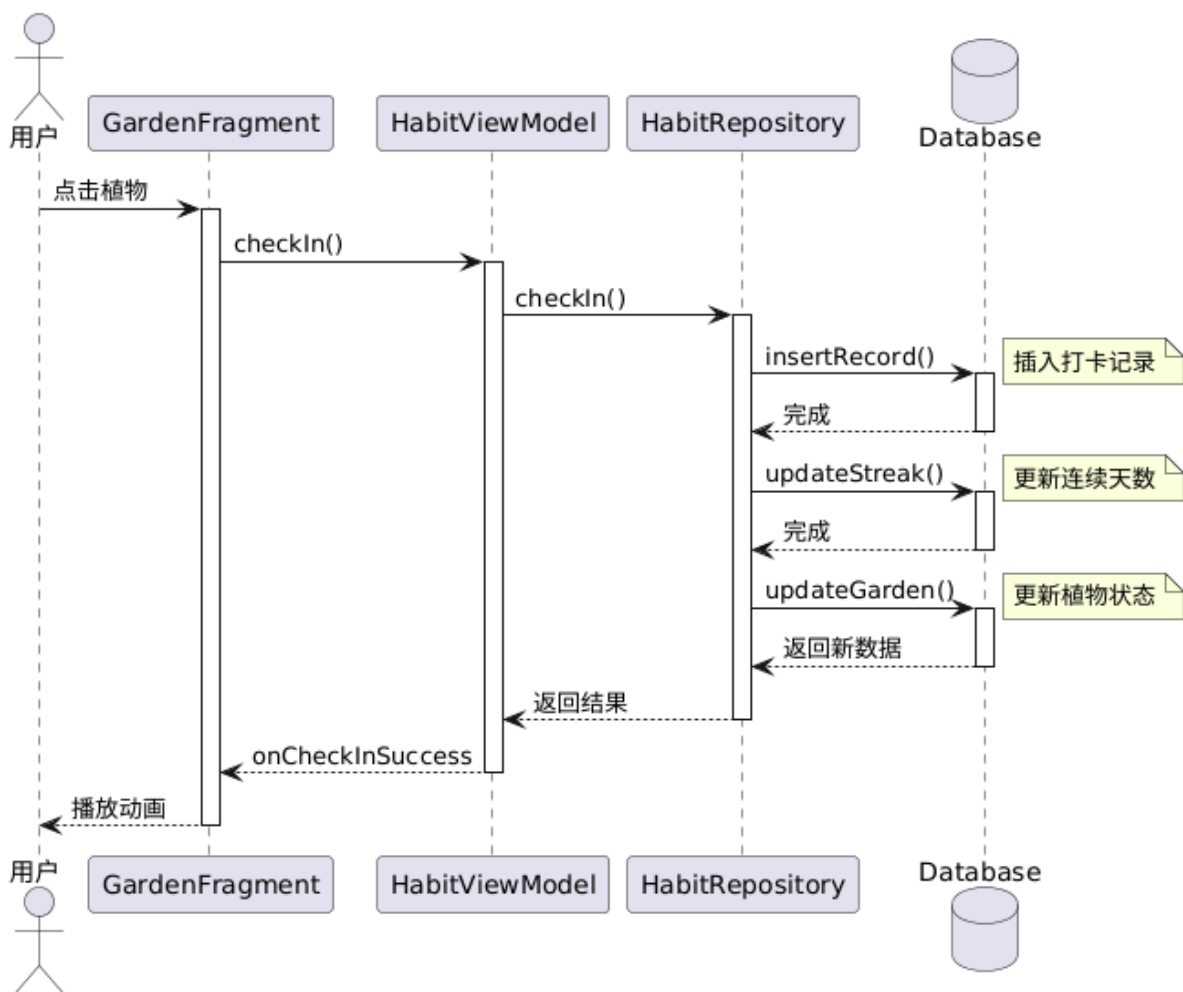 用户
GardenFragment
HabitViewModel
HabitRepository
Database
点击植物
checkIn()
checkIn()
insertRecord()
插入打卡记录
完成
updateStreak()
更新连续天数
完成
updateGarden()
更新植物状态
返回新数据
返回结果
onCheckInSuccess
播放动画
用户
GardenFragment
HabitViewModel
HabitRepository
Database